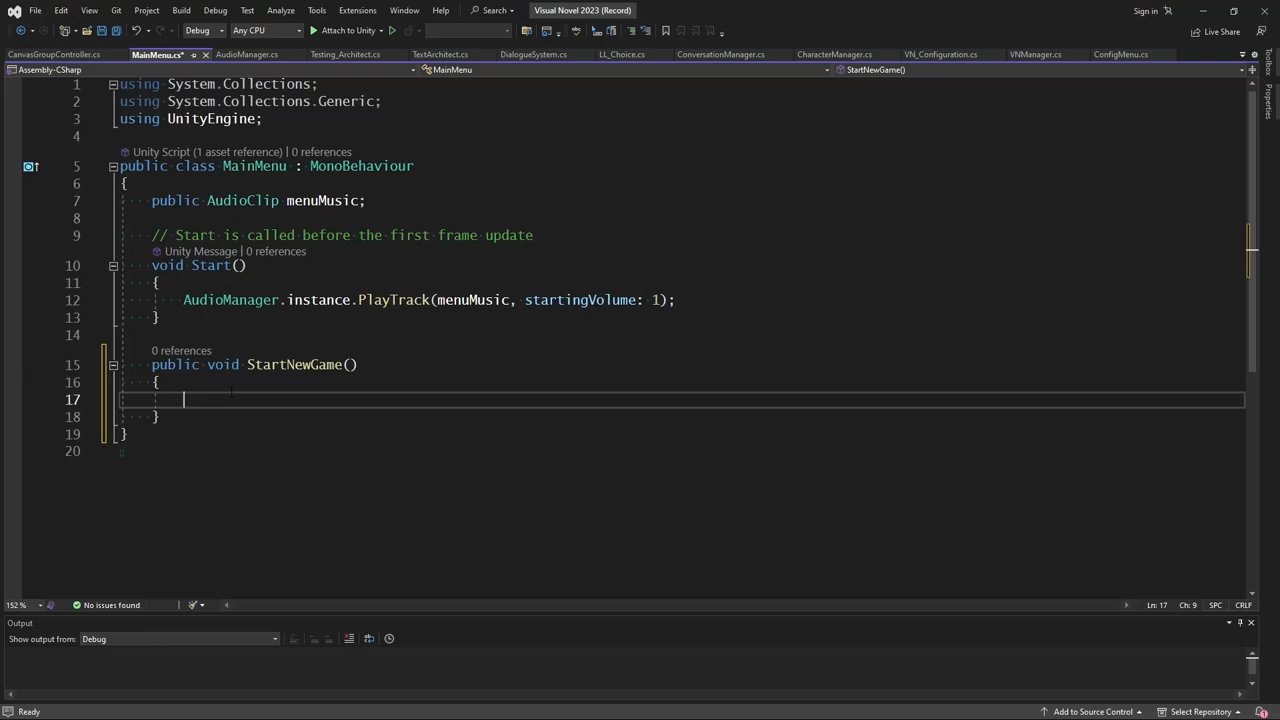 File Edit View Git Project Build Debug Test Analyze Tools Extensions Window Help Search Visual Novel 2023 (Record) Sign in
Debug Any CPU Attach to Unity Live Share
CanvasGroupController.cs MainMenu.cs* AudioManager.cs Testing_Architect.cs TextArchitect.cs DialogueSystem.cs LL_Choice.cs ConversationManager.cs CharacterManager.cs VN_Configuration.cs VNManager.cs ConfigMenu.cs
Assembly-CSharp MainMenu StartNewGame()
Toolbox
Properties
1 using System.Collections;
2 using System.Collections.Generic;
3 using UnityEngine;
4
Unity Script (1 asset reference) | 0 references
5 public class MainMenu : MonoBehaviour
6 {
7 public AudioClip menuMusic;
8
9 // Start is called before the first frame update
Unity Message | 0 references
10 void Start()
11 {
12 AudioManager.instance.PlayTrack(menuMusic, startingVolume: 1);
13 }
14
0 references
15 public void StartNewGame()
16 {
17
18 }
19 }
20
152 % No issues found Ln: 17 Ch: 9 SPC CRLF
Output
Show output from: Debug
Ready Add to Source Control Select Repository 1